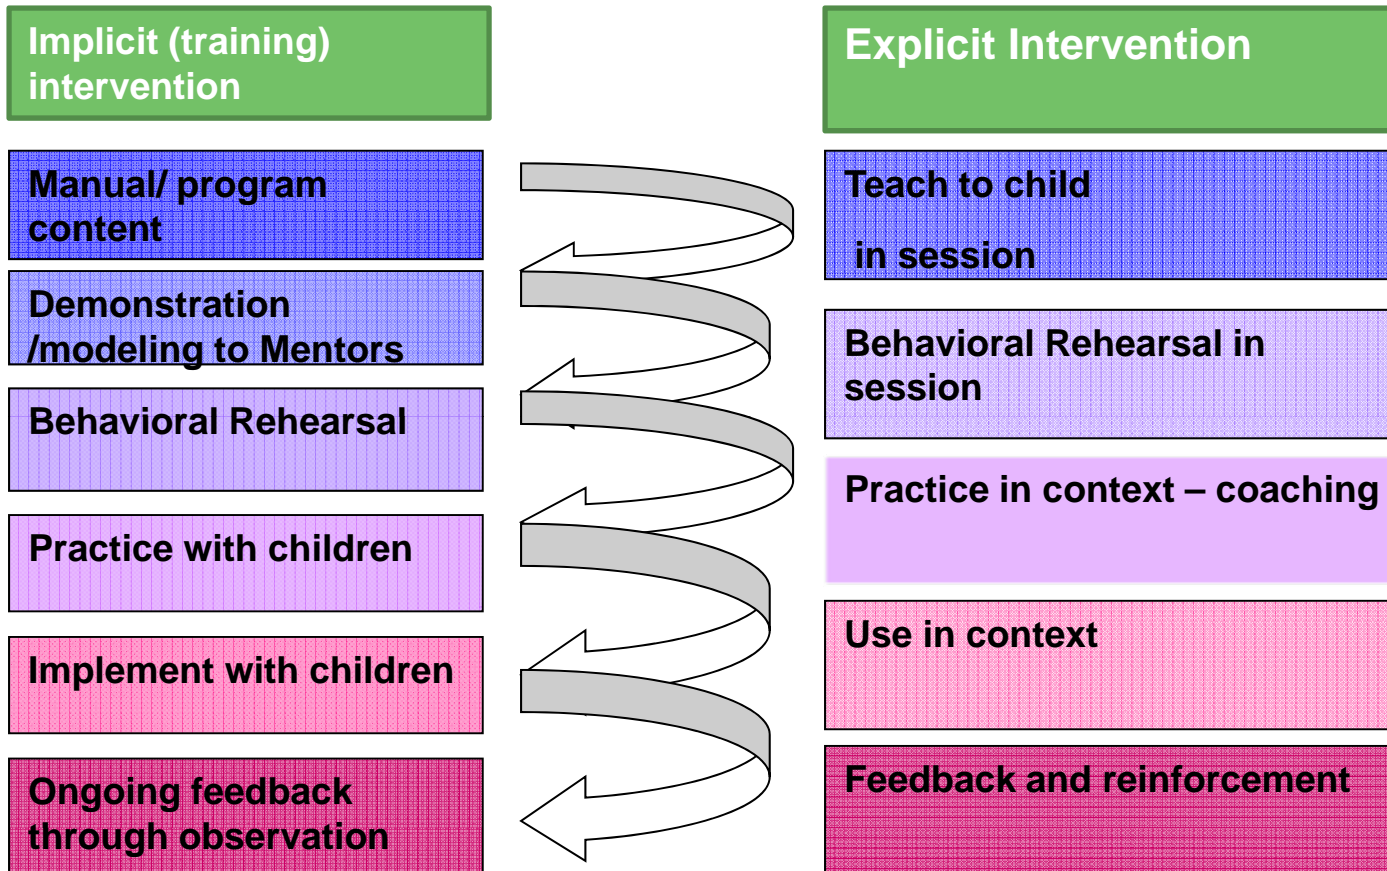 Implicit (training)
intervention
Manual/ program
content
Demonstration
/modeling to Mentors
Behavioral Rehearsal
Practice with children
Implement with children
Ongoing feedback
through observation
Explicit Intervention
Teach to child
in session
Behavioral Rehearsal in
session
Practice in context – coaching
Use in context
Feedback and reinforcement